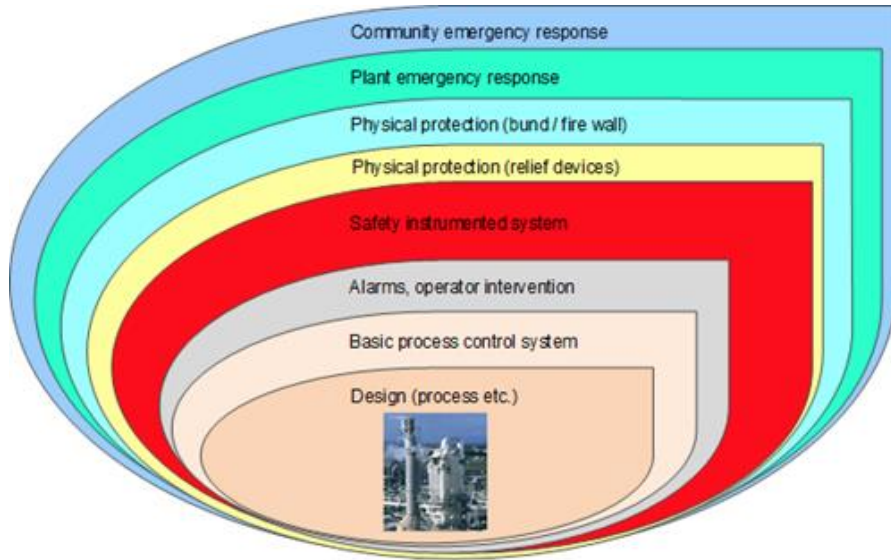 Community emergency response
Plant emergency response
Physical protection (bund / fire wall)
Physical protection (relief devices)
Safety instrumented system
Alarms, operator intervention
Basic process control system
Design (process etc.)